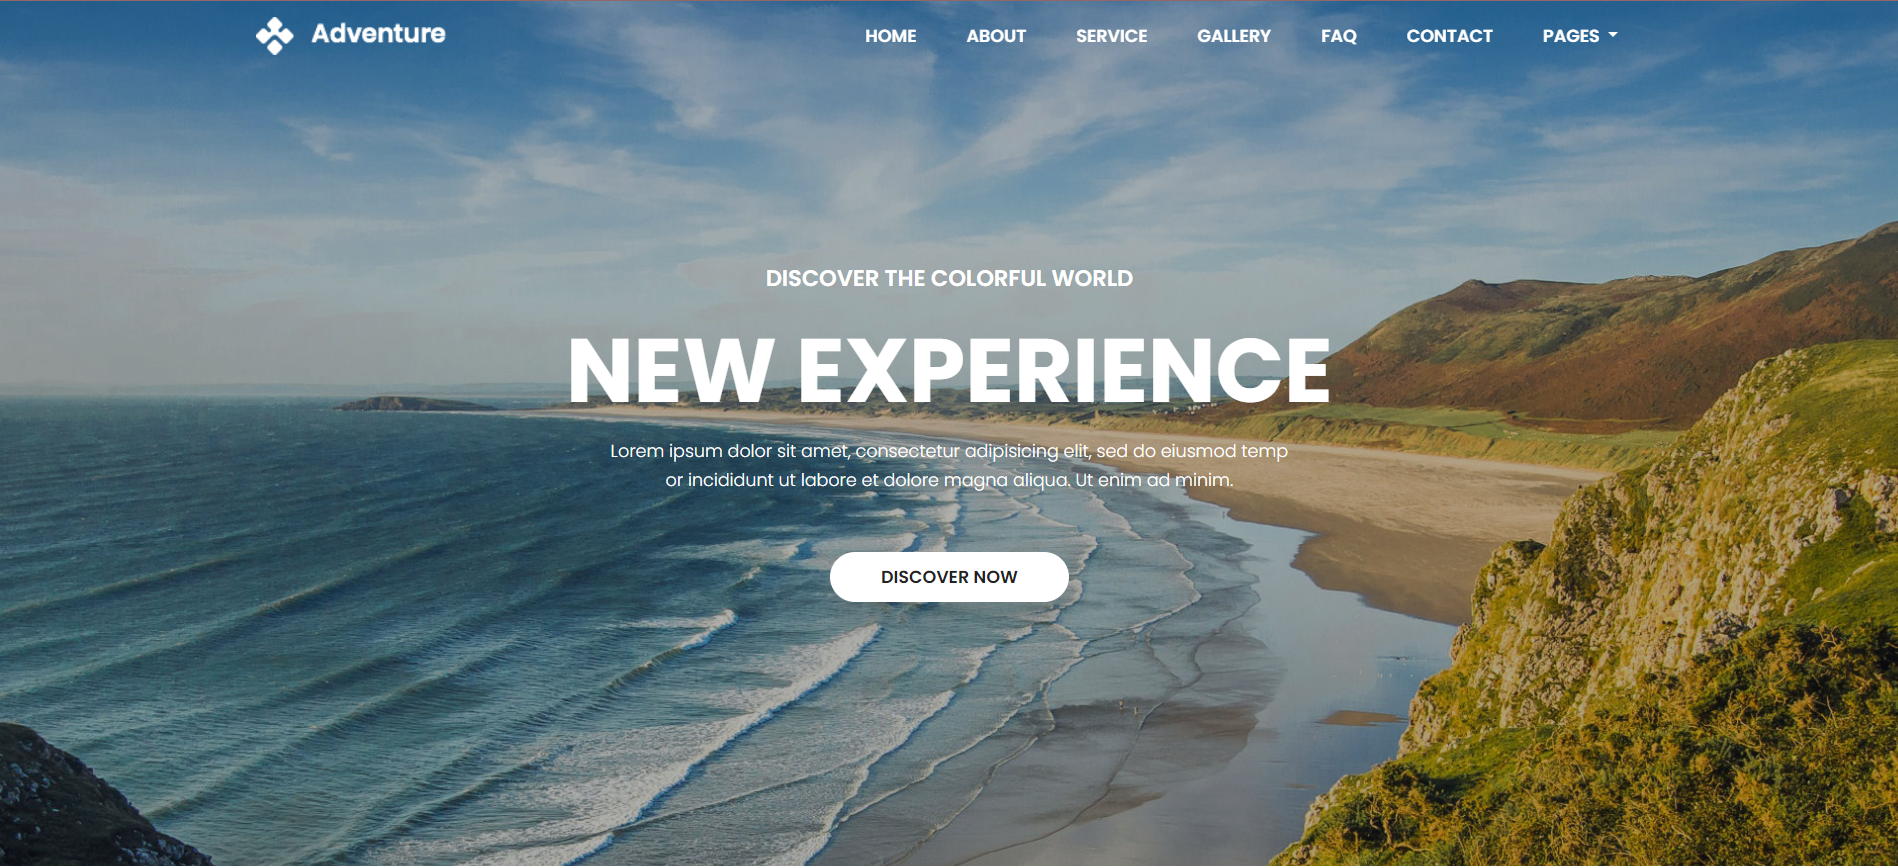 Adventure
HOME ABOUT SERVICE GALLERY FAQ CONTACT PAGES
DISCOVER THE COLORFUL WORLD
NEW EXPERIENCE
Lorem ipsum dolor sit amet, consectetur adipisicing elit, sed do eiusmod temp
or incididunt ut labore et dolore magna aliqua. Ut enim ad minim.
DISCOVER NOW